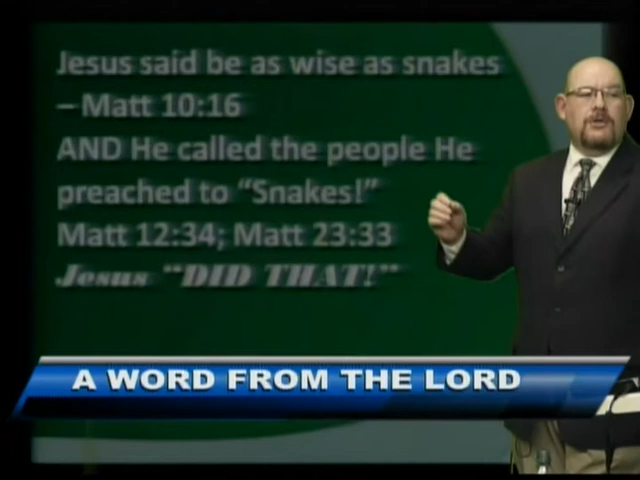 Jesus said be as wise as snakes
– Matt 10:16
AND He called the people He
preached to “Snakes!”
Matt 12:34; Matt 23:33
Jesus “DID THAT!”
A WORD FROM THE LORD